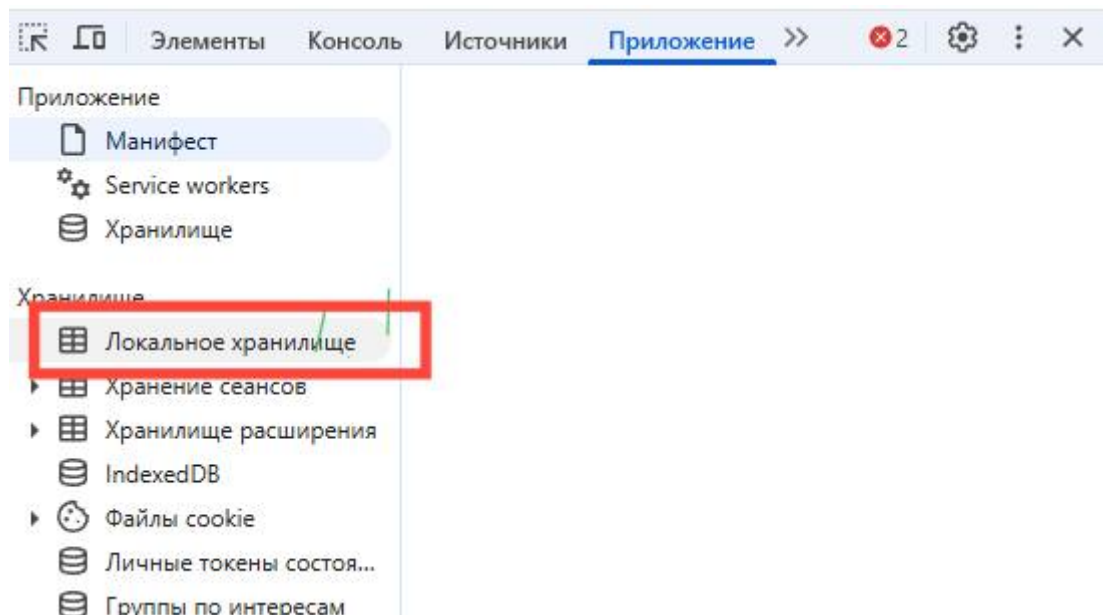 Элементы Консоль Источники Приложение 2
Приложение
Манифест
Service workers
Хранилище
Хранилище
Локальное хранилище
Хранение сеансов
Хранилище расширения
IndexedDB
Файлы cookie
Личные токены состоя...
Группы по интересам